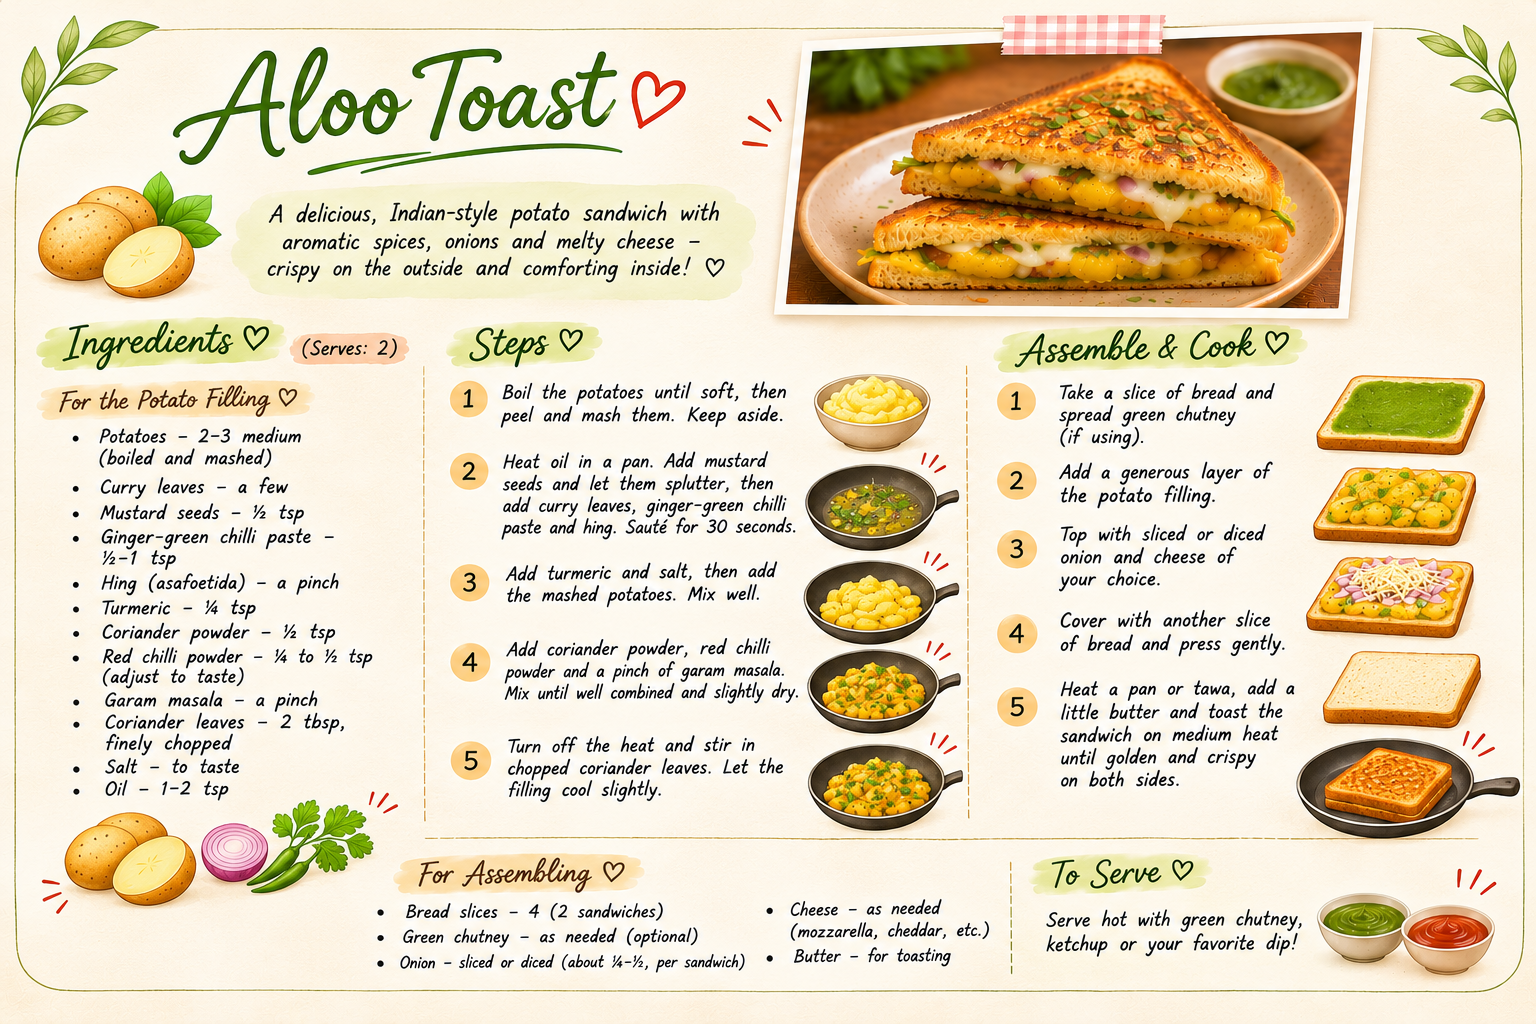 Aloo Toast
A delicious, Indian-style potato sandwich with
aromatic spices, onions and melty cheese –
crispy on the outside and comforting inside! ♡
Ingredients ♡
(Serves: 2)
For the Potato Filling ♡
• Potatoes – 2–3 medium
(boiled and mashed)
• Curry leaves – a few
• Mustard seeds – ½ tsp
• Ginger-green chilli paste –
½–1 tsp
• Hing (asafoetida) – a pinch
• Turmeric – ¼ tsp
• Coriander powder – ½ tsp
• Red chilli powder – ¼ to ½ tsp
(adjust to taste)
• Garam masala – a pinch
• Coriander leaves – 2 tbsp,
finely chopped
• Salt – to taste
• Oil – 1–2 tsp
Steps ♡
1 Boil the potatoes until soft, then
peel and mash them. Keep aside.
2 Heat oil in a pan. Add mustard
seeds and let them splutter, then
add curry leaves, ginger-green chilli
paste and hing. Sauté for 30 seconds.
3 Add turmeric and salt, then add
the mashed potatoes. Mix well.
4 Add coriander powder, red chilli
powder and a pinch of garam masala.
Mix until well combined and slightly dry.
5 Turn off the heat and stir in
chopped coriander leaves. Let the
filling cool slightly.
Assemble & Cook ♡
1 Take a slice of bread and
spread green chutney
(if using).
2 Add a generous layer of
the potato filling.
3 Top with sliced or diced
onion and cheese of
your choice.
4 Cover with another slice
of bread and press gently.
5 Heat a pan or tawa, add a
little butter and toast the
sandwich on medium heat
until golden and crispy
on both sides.
For Assembling ♡
• Bread slices – 4 (2 sandwiches)
• Green chutney – as needed (optional)
• Onion – sliced or diced (about ¼–½, per sandwich)
• Cheese – as needed
(mozzarella, cheddar, etc.)
• Butter – for toasting
To Serve ♡
Serve hot with green chutney,
ketchup or your favorite dip!